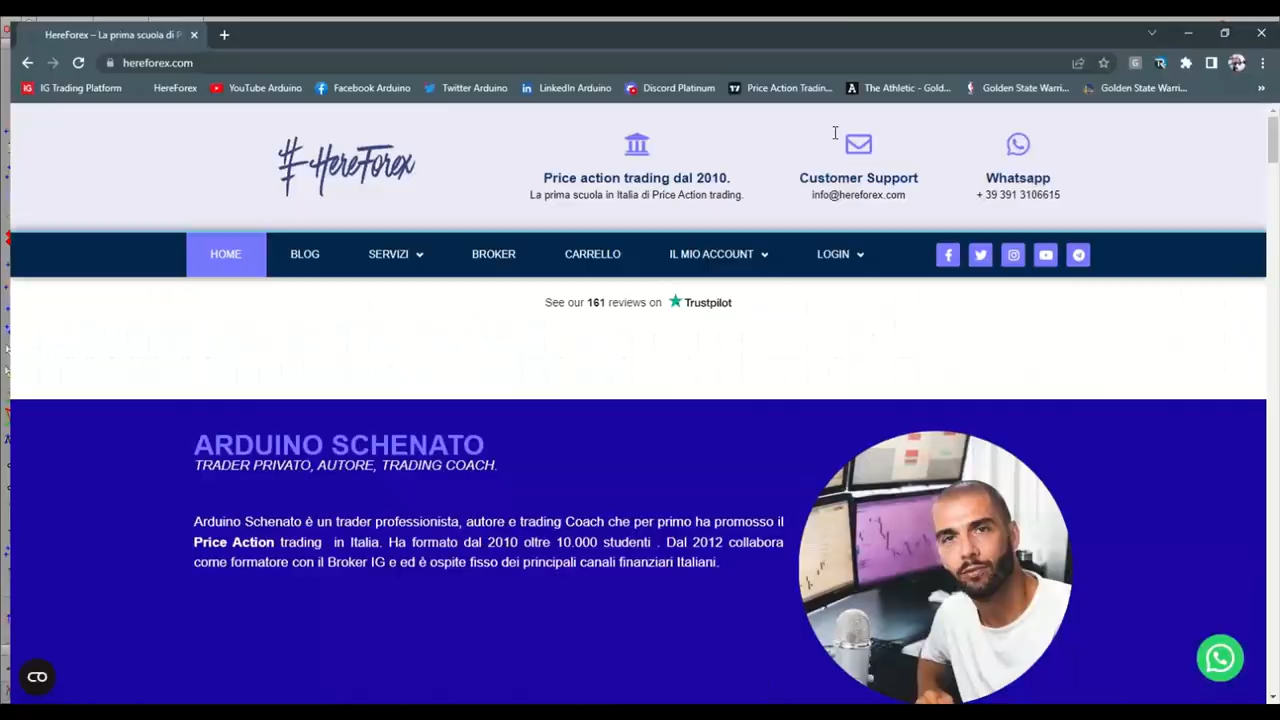 HereForex – La prima scuola di P
hereforex.com
IG Trading Platform
HereForex
YouTube Arduino
Facebook Arduino
Twitter Arduino
LinkedIn Arduino
Discord Platinum
Price Action Tradin...
The Athletic - Gold...
Golden State Warri...
Golden State Warri...
#HereForex
Price action trading dal 2010.
La prima scuola in Italia di Price Action trading.
Customer Support
info@hereforex.com
Whatsapp
+ 39 391 3106615
HOME
BLOG
SERVIZI
BROKER
CARRELLO
IL MIO ACCOUNT
LOGIN
See our 161 reviews on Trustpilot
ARDUINO SCHENATO
TRADER PRIVATO, AUTORE, TRADING COACH.
Arduino Schenato è un trader professionista, autore e trading Coach che per primo ha promosso il
Price Action trading in Italia. Ha formato dal 2010 oltre 10.000 studenti . Dal 2012 collabora
come formatore con il Broker IG e ed è ospite fisso dei principali canali finanziari Italiani.